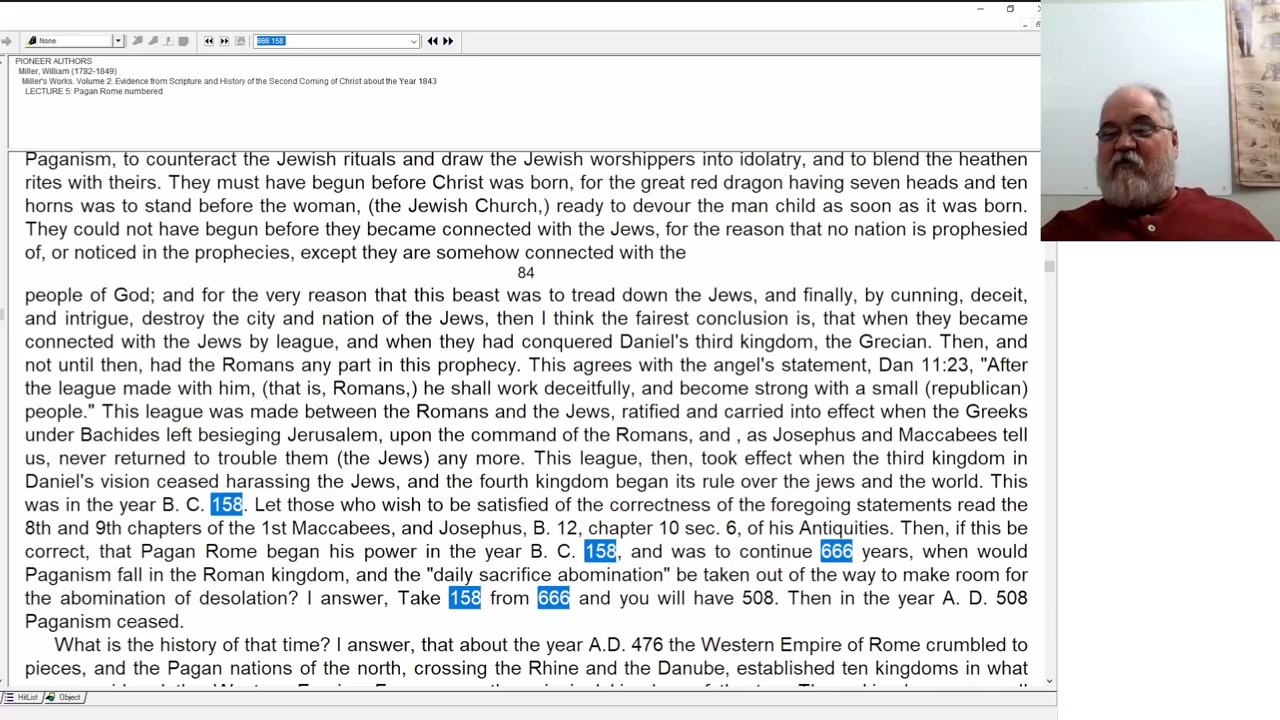 None
666 158
PIONEER AUTHORS
Miller, William (1782-1849)
Miller's Works. Volume 2. Evidence from Scripture and History of the Second Coming of Christ about the Year 1843
LECTURE 5: Pagan Rome numbered
Paganism, to counteract the Jewish rituals and draw the Jewish worshippers into idolatry, and to blend the heathen
rites with theirs. They must have begun before Christ was born, for the great red dragon having seven heads and ten
horns was to stand before the woman, (the Jewish Church,) ready to devour the man child as soon as it was born.
They could not have begun before they became connected with the Jews, for the reason that no nation is prophesied
of, or noticed in the prophecies, except they are somehow connected with the
84
people of God; and for the very reason that this beast was to tread down the Jews, and finally, by cunning, deceit,
and intrigue, destroy the city and nation of the Jews, then I think the fairest conclusion is, that when they became
connected with the Jews by league, and when they had conquered Daniel's third kingdom, the Grecian. Then, and
not until then, had the Romans any part in this prophecy. This agrees with the angel's statement, Dan 11:23, "After
the league made with him, (that is, Romans,) he shall work deceitfully, and become strong with a small (republican)
people." This league was made between the Romans and the Jews, ratified and carried into effect when the Greeks
under Bachides left besieging Jerusalem, upon the command of the Romans, and , as Josephus and Maccabees tell
us, never returned to trouble them (the Jews) any more. This league, then, took effect when the third kingdom in
Daniel's vision ceased harassing the Jews, and the fourth kingdom began its rule over the jews and the world. This
was in the year B. C. 158. Let those who wish to be satisfied of the correctness of the foregoing statements read the
8th and 9th chapters of the 1st Maccabees, and Josephus, B. 12, chapter 10 sec. 6, of his Antiquities. Then, if this be
correct, that Pagan Rome began his power in the year B. C. 158, and was to continue 666 years, when would
Paganism fall in the Roman kingdom, and the "daily sacrifice abomination" be taken out of the way to make room for
the abomination of desolation? I answer, Take 158 from 666 and you will have 508. Then in the year A. D. 508
Paganism ceased.
What is the history of that time? I answer, that about the year A.D. 476 the Western Empire of Rome crumbled to
pieces, and the Pagan nations of the north, crossing the Rhine and the Danube, established ten kingdoms in what
HitList Object